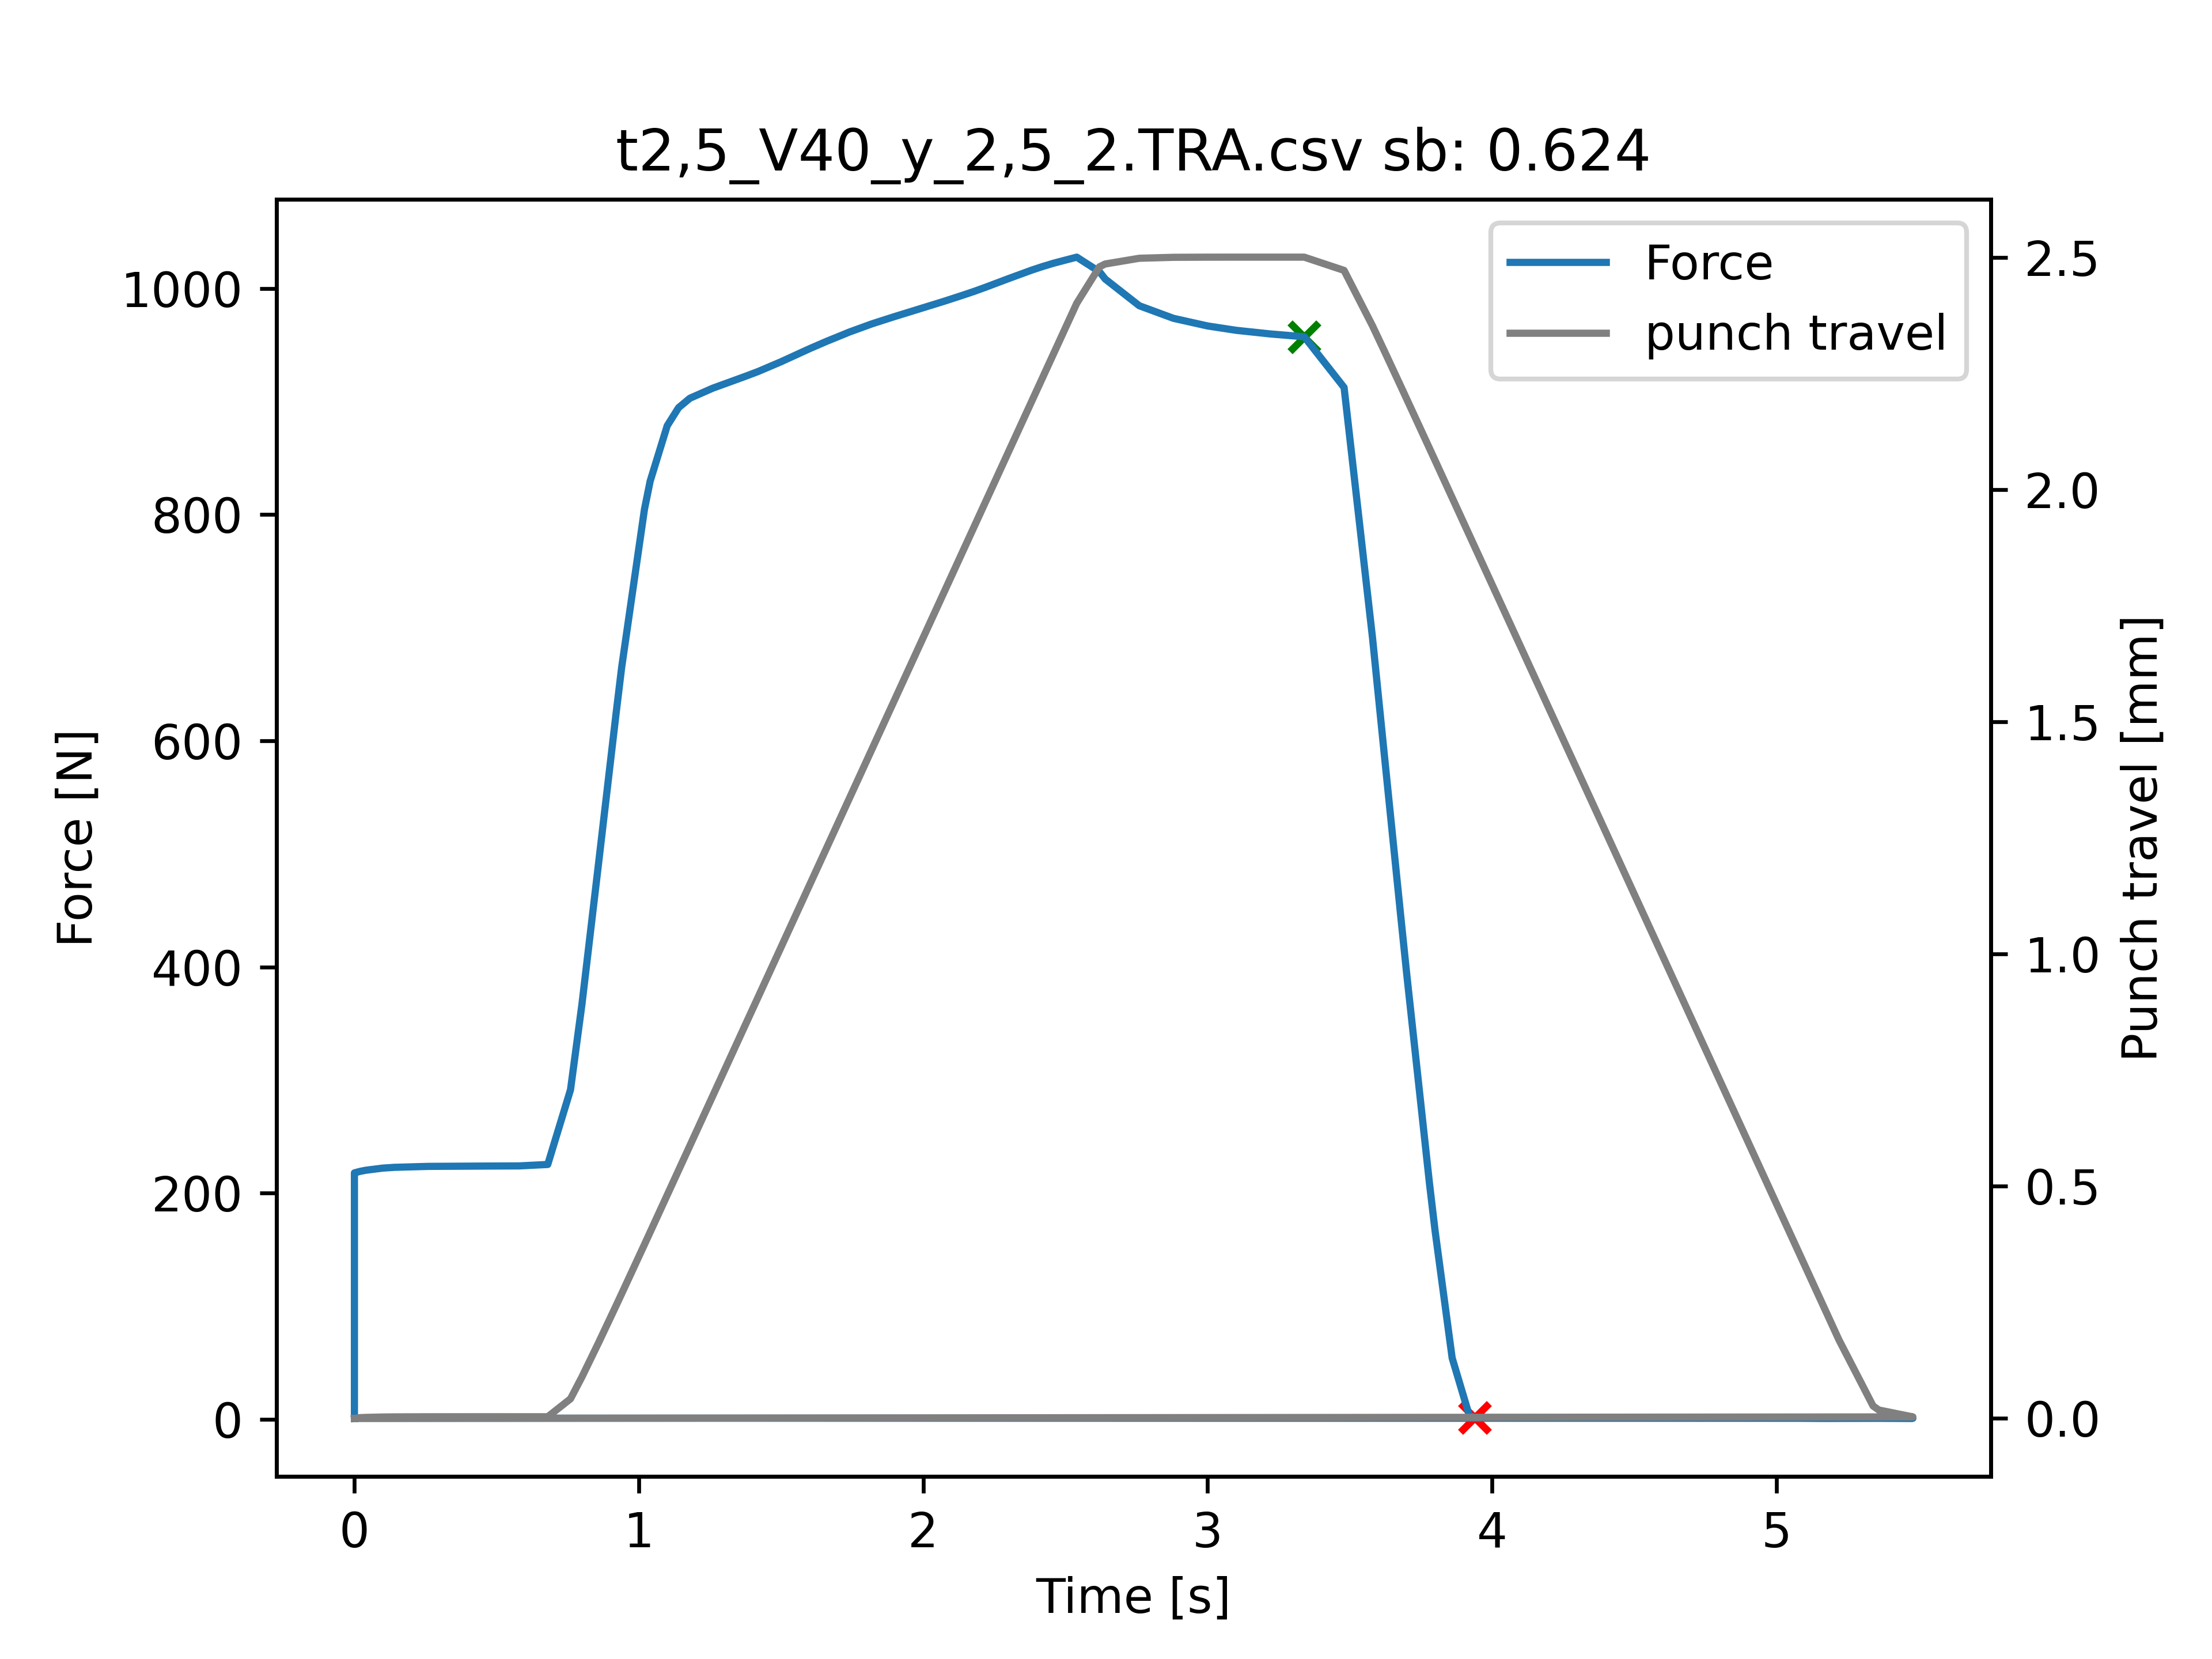 t2,5_V40_y_2,5_2.TRA.csv sb: 0.624
Force
punch travel
Force [N]
1000
800
600
400
200
0
2.5
2.0
1.5
1.0
0.5
0.0
Punch travel [mm]
0 1 2 3 4 5
Time [s]